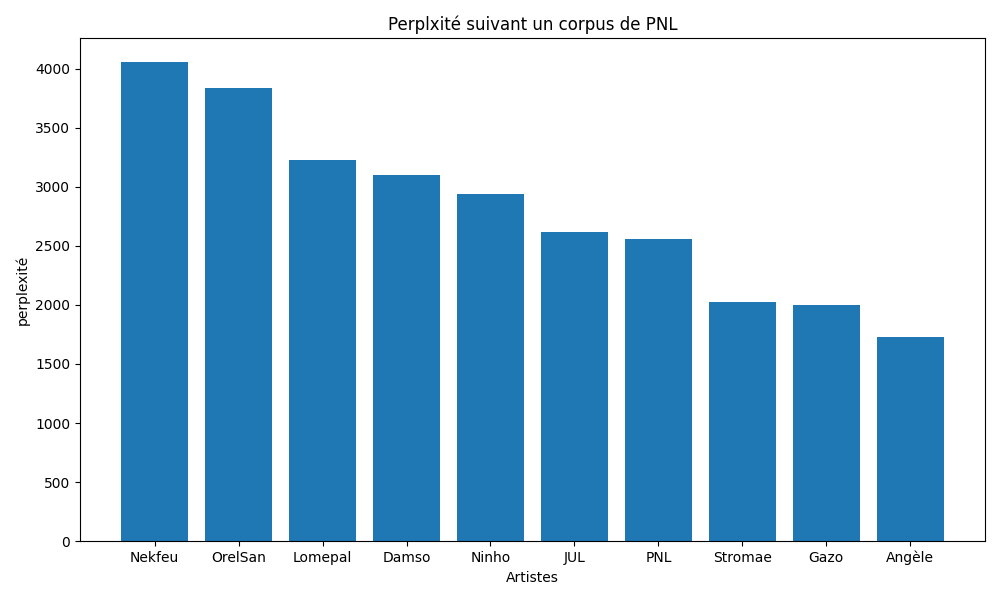 Perplxité suivant un corpus de PNL
perplexité
4000
3500
3000
2500
2000
1500
1000
500
0
Nekfeu OrelSan Lomepal Damso Ninho JUL PNL Stromae Gazo Angèle
Artistes